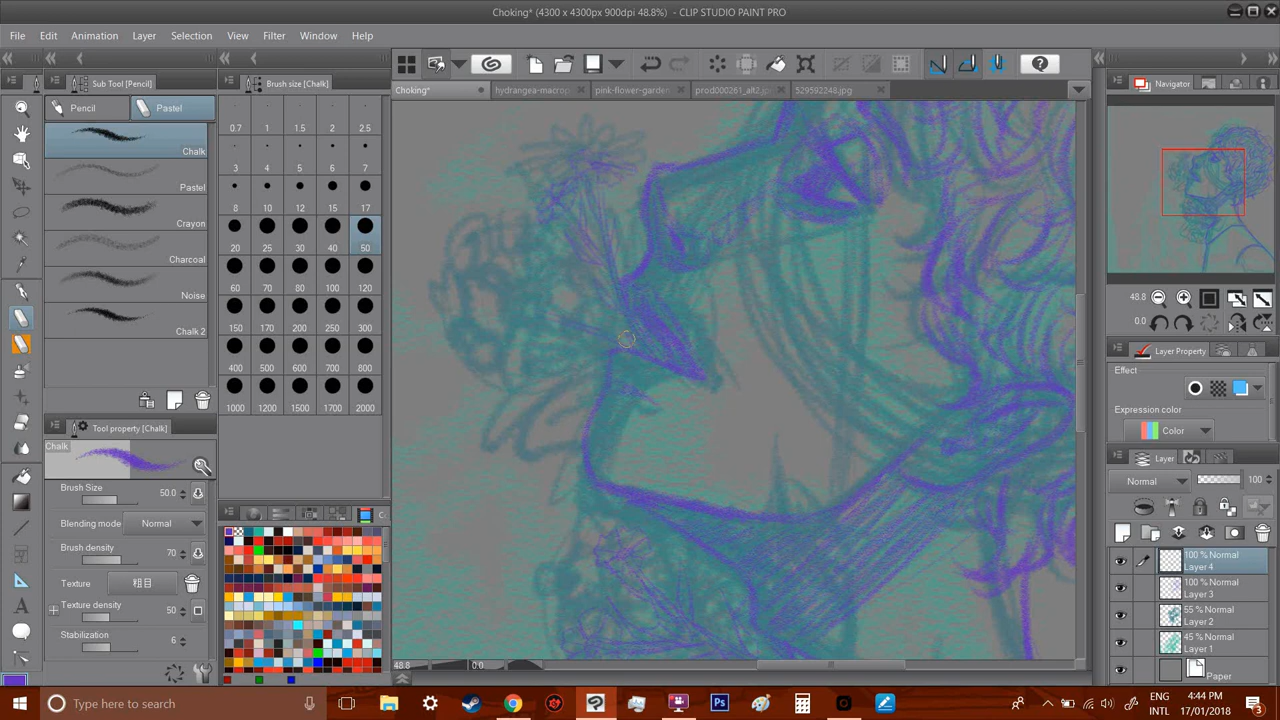 Choking* (4300 x 4300px 900dpi 48.8%) - CLIP STUDIO PAINT PRO
File Edit Animation Layer Selection View Filter Window Help
Sub Tool [Pencil]
Brush size [Chalk]
Choking*
hydrangea-macrop
pink-flower-garden
prod000261_alt2.jp
529592248.jpg
Navigator
Pencil
Pastel
Chalk
Pastel
Crayon
Charcoal
Noise
Chalk 2
0.7 1 1.5 2 2.5
3 4 5 6 7
8 10 12 15 17
20 25 30 40 50
60 70 80 100 120
150 170 200 250 300
400 500 600 700 800
1000 1200 1500 1700 2000
Tool property [Chalk]
Chalk
Brush Size 50.0
Blending mode Normal
Brush density 70
Texture 粗目
Texture density 50
Stabilization 6
48.8 0.0
48.8
0.0
Layer Property
Effect
Expression color
Color
Layer
Normal 100
100 % Normal
Layer 4
100 % Normal
Layer 3
55 % Normal
Layer 2
45 % Normal
Layer 1
Paper
Type here to search
ENG
INTL
4:44 PM
17/01/2018